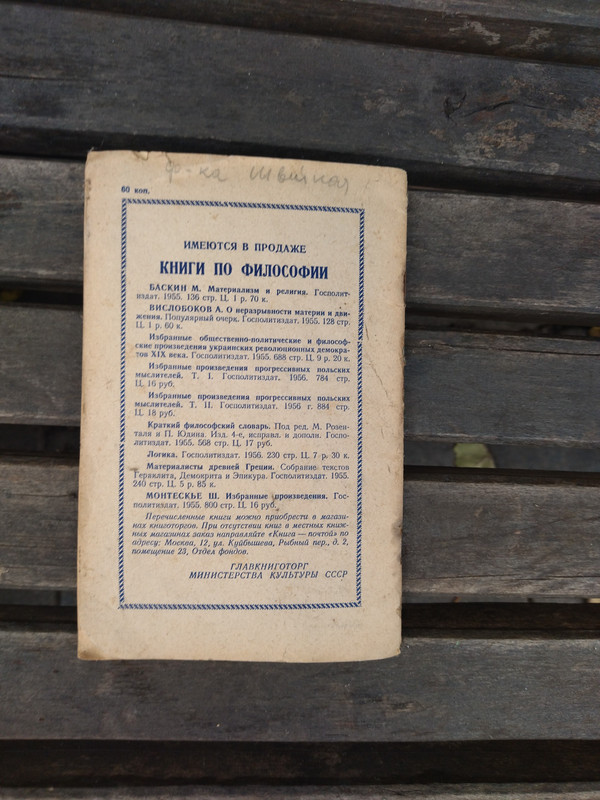 ф-ка швейная
60 коп.
ИМЕЮТСЯ В ПРОДАЖЕ
КНИГИ ПО ФИЛОСОФИИ
БАСКИН М. Материализм и религия. Госполит-
издат. 1955. 136 стр. Ц. 1 р. 70 к.
ВИСЛОБОКОВ А. О неразрывности материи и дви-
жения. Популярный очерк. Госполитиздат. 1955. 128 стр.
Ц. 1 р. 60 к.
Избранные общественно-политические и философ-
ские произведения украинских революционных демокра-
тов XIX века. Госполитиздат. 1955. 688 стр. Ц. 9 р. 20 к.
Избранные произведения прогрессивных польских
мыслителей. Т. I. Госполитиздат. 1956. 784 стр.
Ц. 16 руб.
Избранные произведения прогрессивных польских
мыслителей. Т. II. Госполитиздат. 1956 г. 884 стр.
Ц. 18 руб.
Краткий философский словарь. Под ред. М. Розен-
таля и П. Юдина. Изд. 4-е, исправл. и дополн. Госпо-
литиздат. 1955. 568 стр. Ц. 17 руб.
Логика. Госполитиздат. 1956. 230 стр. Ц. 7 р. 30 к.
Материалисты древней Греции. Собрание текстов
Гераклита, Демокрита и Эпикура. Госполитиздат. 1955.
240 стр. Ц. 5 р. 85 к.
МОНТЕСКЬЕ Ш. Избранные произведения. Гос-
политиздат. 1955. 800 стр. Ц. 16 руб.
Перечисленные книги можно приобрести в магази-
нах книготоргов. При отсутствии книг в местных книж-
ных магазинах заказ направляйте «Книга — почтой» по
адресу: Москва, 12, ул. Куйбышева, Рыбный пер., д. 2,
помещение 23, Отдел фондов.
ГЛАВКНИГОТОРГ
МИНИСТЕРСТВА КУЛЬТУРЫ СССР